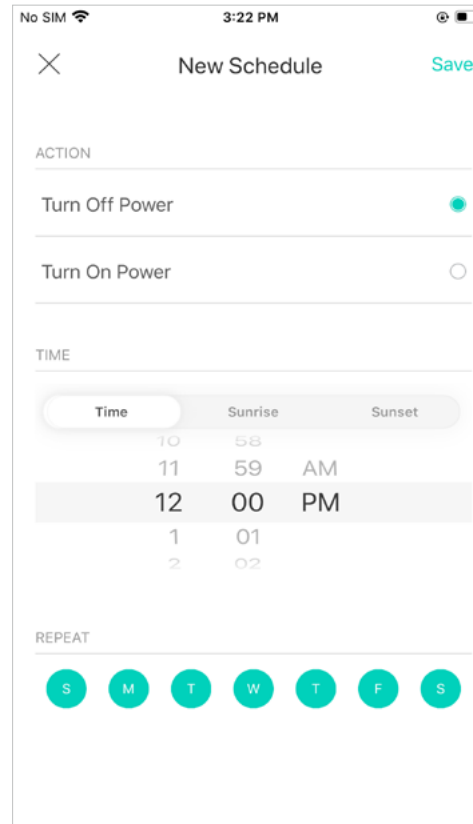 No SIM 3:22 PM
New Schedule Save
ACTION
Turn Off Power
Turn On Power
TIME
Time Sunrise Sunset
10 58
11 59 AM
12 00 PM
1 01
2 02
REPEAT
S M T W T F S